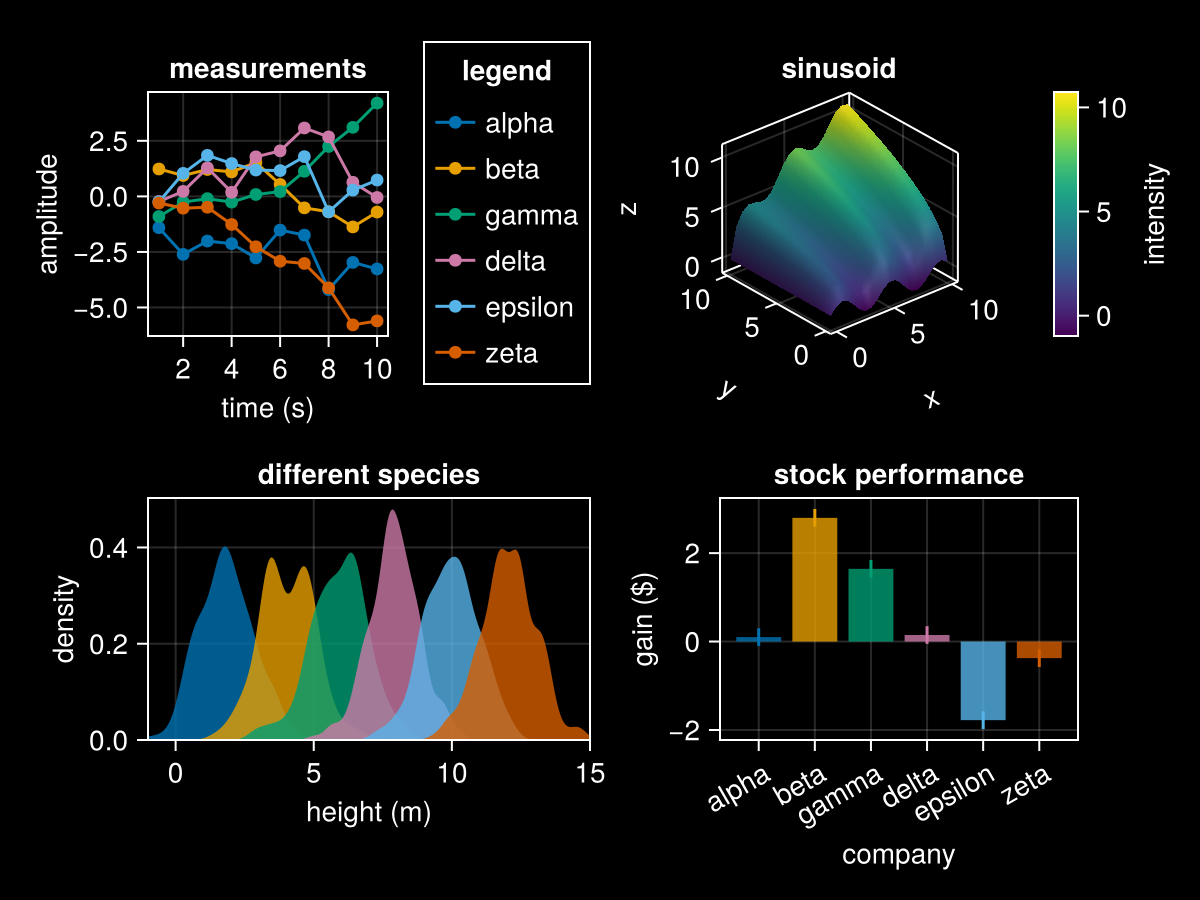 measurements
amplitude
2.5
0.0
−2.5
−5.0
2 4 6 8 10
time (s)
legend
alpha
beta
gamma
delta
epsilon
zeta
sinusoid
z
10
5
0
10
5
0
y
0
5
10
x
10
5
0
intensity
different species
density
0.4
0.2
0.0
0 5 10 15
height (m)
stock performance
gain ($)
2
0
−2
alpha
beta
gamma
delta
epsilon
zeta
company